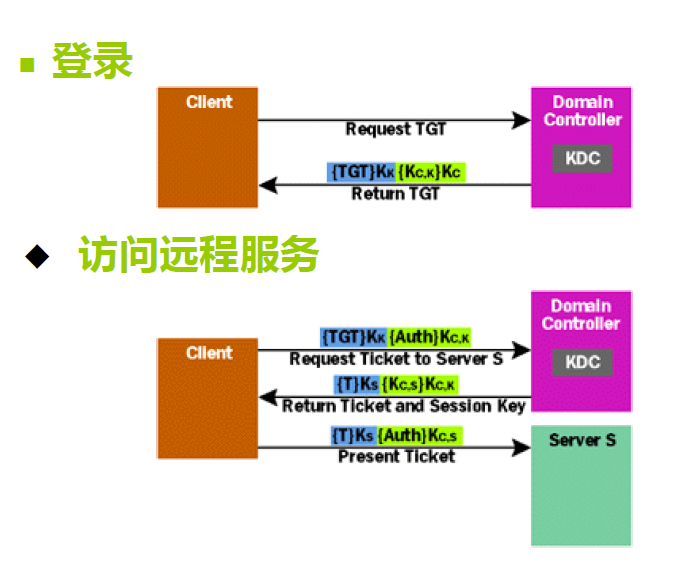 登录
Client
Domain
Controller
KDC
Request TGT
{TGT}KK {KC,K}KC
Return TGT
访问远程服务
Client
Domain
Controller
KDC
{TGT}KK {Auth}KC,K
Request Ticket to Server S
{T}KS {KC,S}KC,K
Return Ticket and Session Key
{T}KS {Auth}KC,S
Present Ticket
Server S